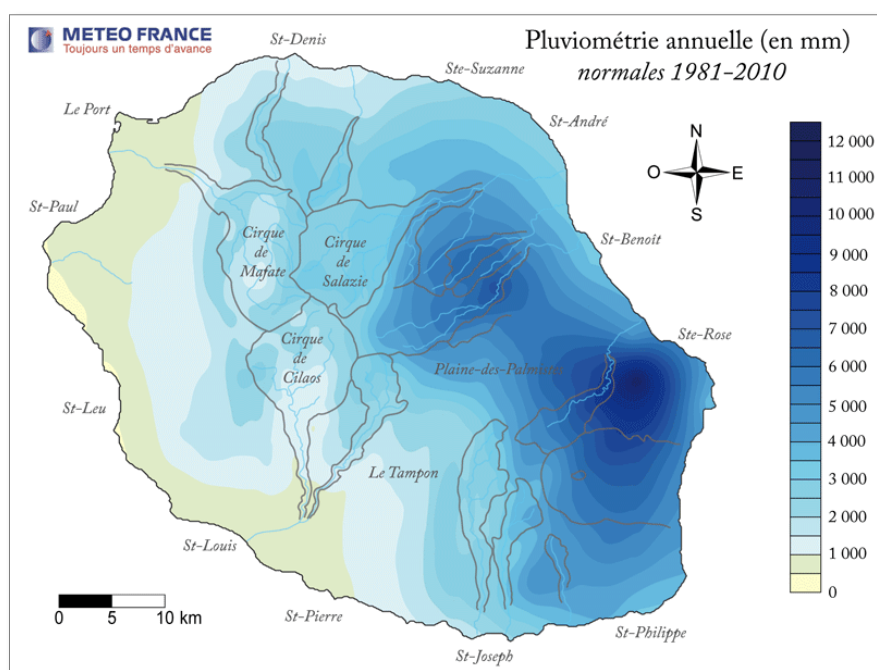 METEO FRANCE
Toujours un temps d'avance
Pluviométrie annuelle (en mm)
normales 1981-2010
St-Denis
Ste-Suzanne
Le Port
St-André
N
O
E
S
St-Paul
Cirque
de
Mafate
Cirque
de
Salazie
St-Benoît
Ste-Rose
Cirque
de
Cilaos
Plaine-des-Palmistes
St-Leu
Le Tampon
St-Louis
St-Pierre
St-Philippe
St-Joseph
0 5 10 km
12 000
11 000
10 000
9 000
8 000
7 000
6 000
5 000
4 000
3 000
2 000
1 000
0